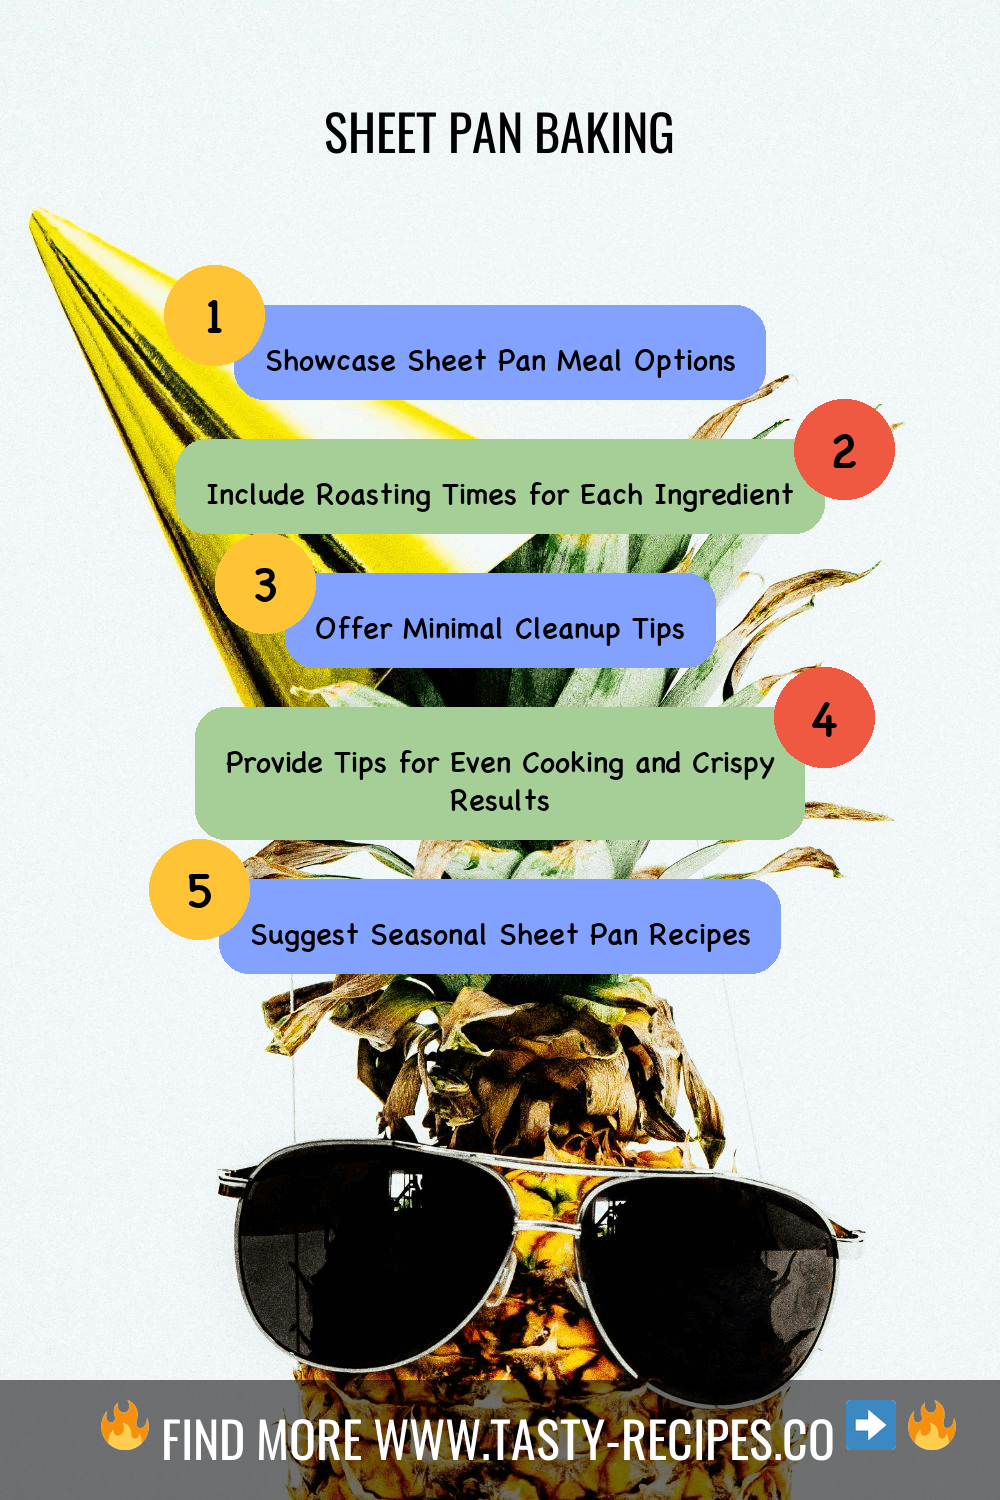 SHEET PAN BAKING
1
Showcase Sheet Pan Meal Options
2
Include Roasting Times for Each Ingredient
3
Offer Minimal Cleanup Tips
4
Provide Tips for Even Cooking and Crispy
Results
5
Suggest Seasonal Sheet Pan Recipes
🔥 FIND MORE WWW.TASTY-RECIPES.CO ➡️ 🔥